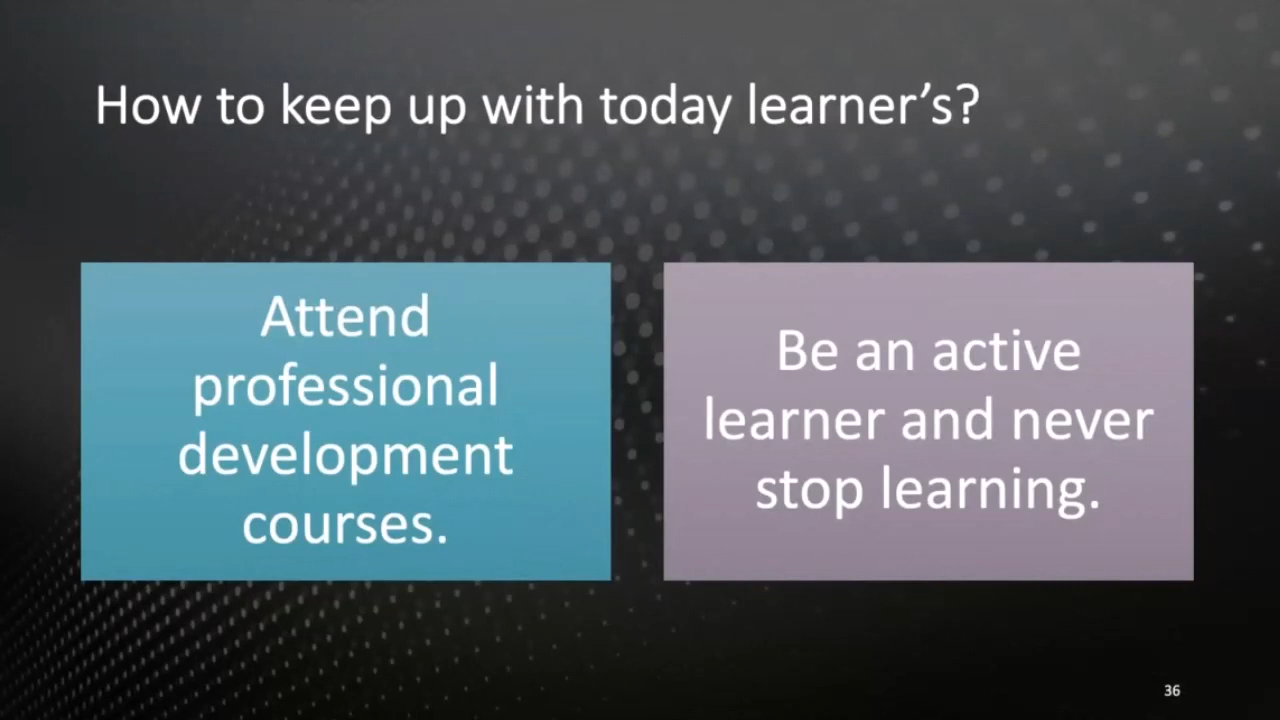 How to keep up with today learner’s?
Attend
professional
development
courses.
Be an active
learner and never
stop learning.
36